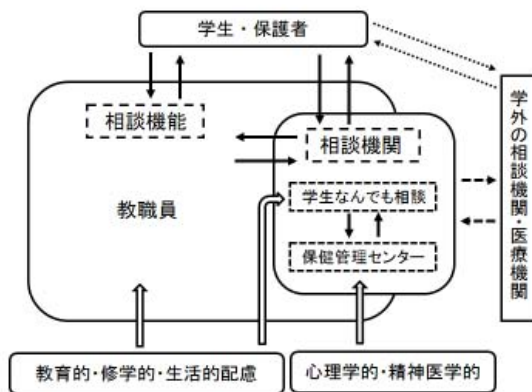 学生・保護者
相談機能
相談機関
教職員
学生なんでも相談
保健管理センター
学外の相談機関・医療機関
教育的・修学的・生活的配慮
心理学的・精神医学的